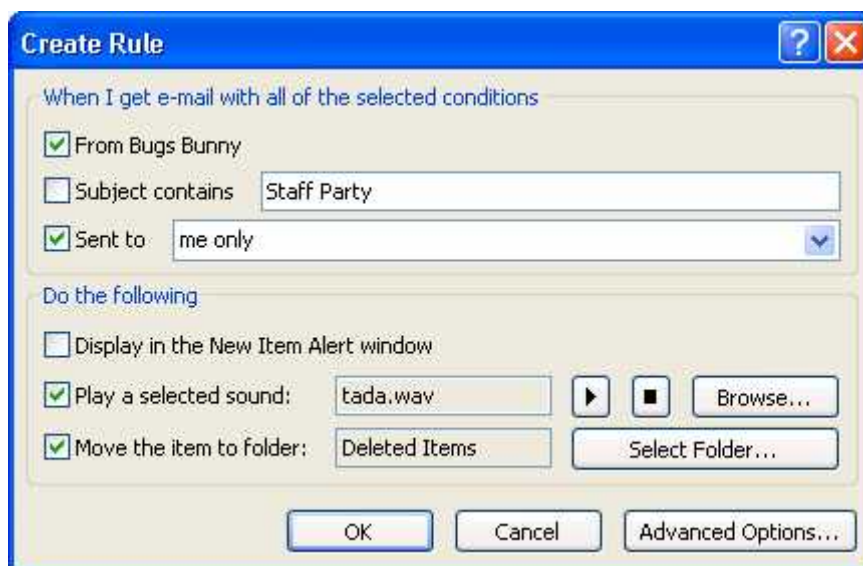 Create Rule
When I get e-mail with all of the selected conditions
From Bugs Bunny
Subject contains Staff Party
Sent to me only
Do the following
Display in the New Item Alert window
Play a selected sound: tada.wav Browse...
Move the item to folder: Deleted Items Select Folder...
OK Cancel Advanced Options...